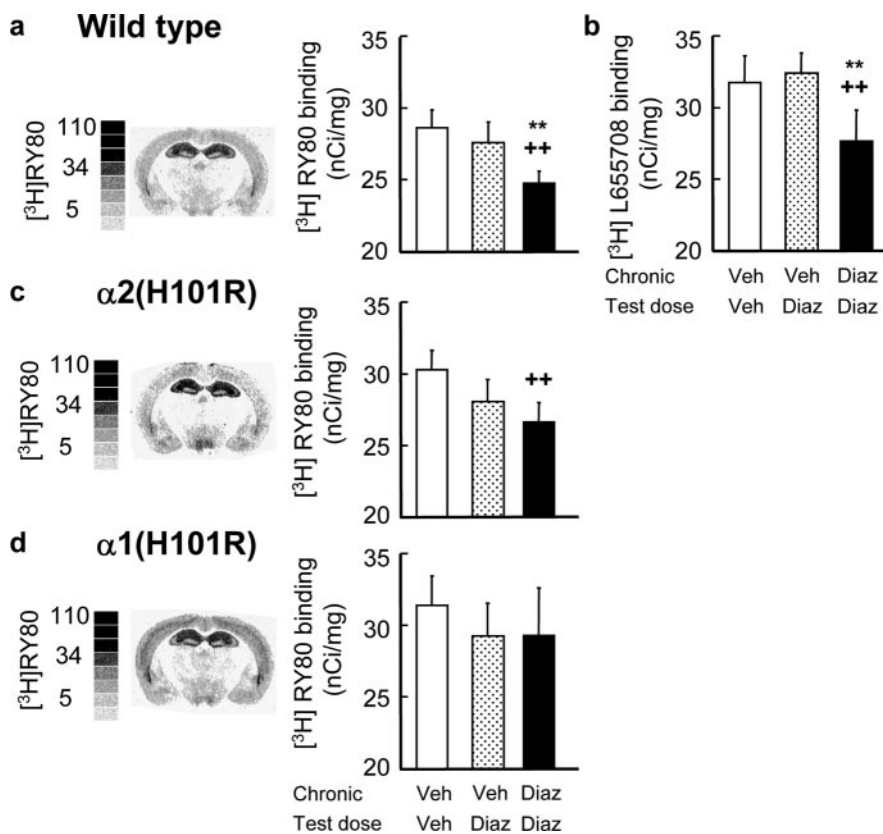 a Wild type
[³H]RY80
110
34
5
[³H] RY80 binding
(nCi/mg)
35
30
25
20
**
++
b
[³H] L655708 binding
(nCi/mg)
35
31
27
25
20
**
++
Chronic Veh Veh Diaz
Test dose Veh Diaz Diaz
c α2(H101R)
[³H]RY80
110
34
5
[³H] RY80 binding
(nCi/mg)
35
30
25
20
++
d α1(H101R)
[³H]RY80
110
34
5
[³H] RY80 binding
(nCi/mg)
35
30
25
20
Chronic Veh Veh Diaz
Test dose Veh Diaz Diaz